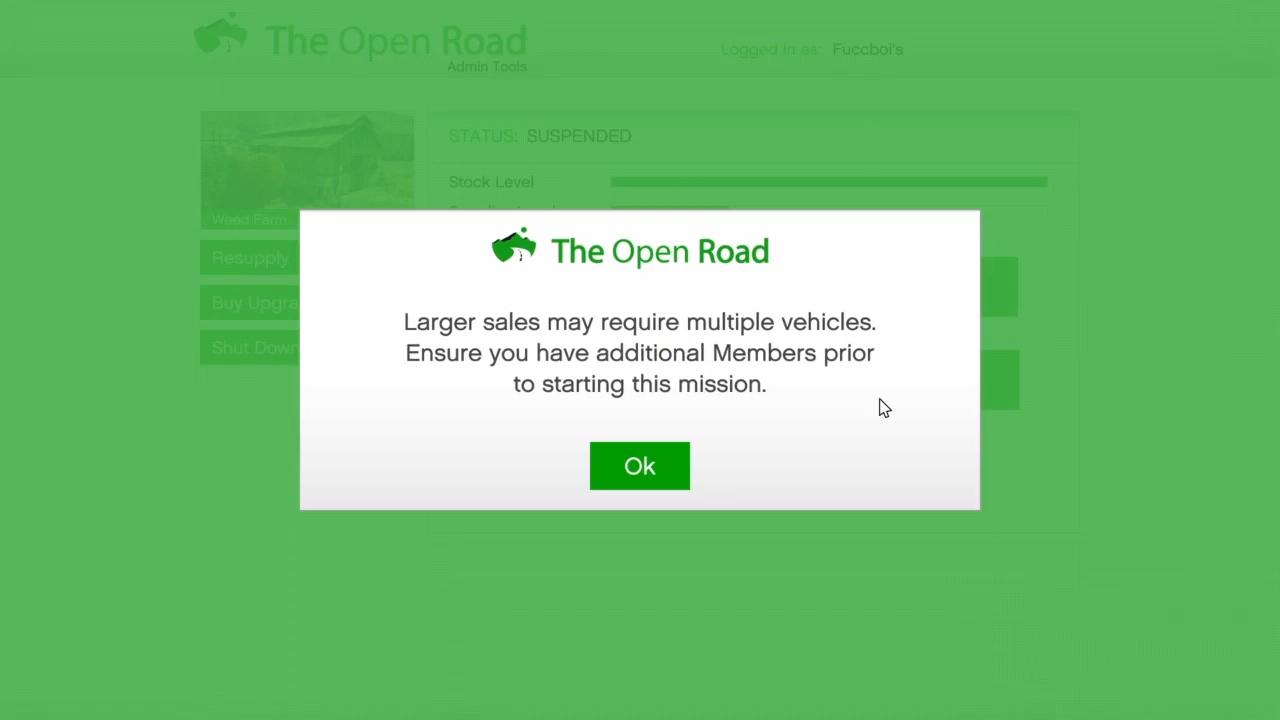 The Open Road
Admin Tools
Logged in as: Fuccboi's
STATUS: SUSPENDED
Stock Level
Weed Farm
Resupply
Buy Upgra
Shut Down
The Open Road
Larger sales may require multiple vehicles.
Ensure you have additional Members prior
to starting this mission.
Ok